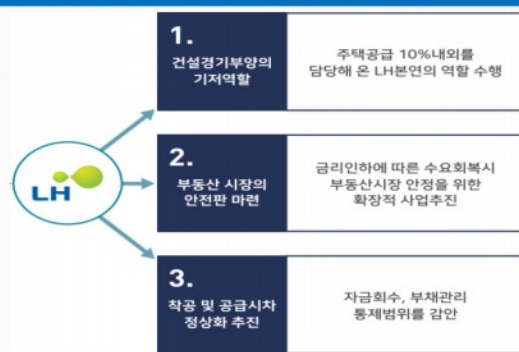 1.
건설경기부양의
기저역할
주택공급 10%내외를
담당해 온 LH본연의 역할 수행
LH
2.
부동산 시장의
안전판 마련
금리인하에 따른 수요회복시
부동산시장 안정을 위한
확장적 사업추진
3.
착공 및 공급시차
정상화 추진
자금회수, 부채관리
통제범위를 감안